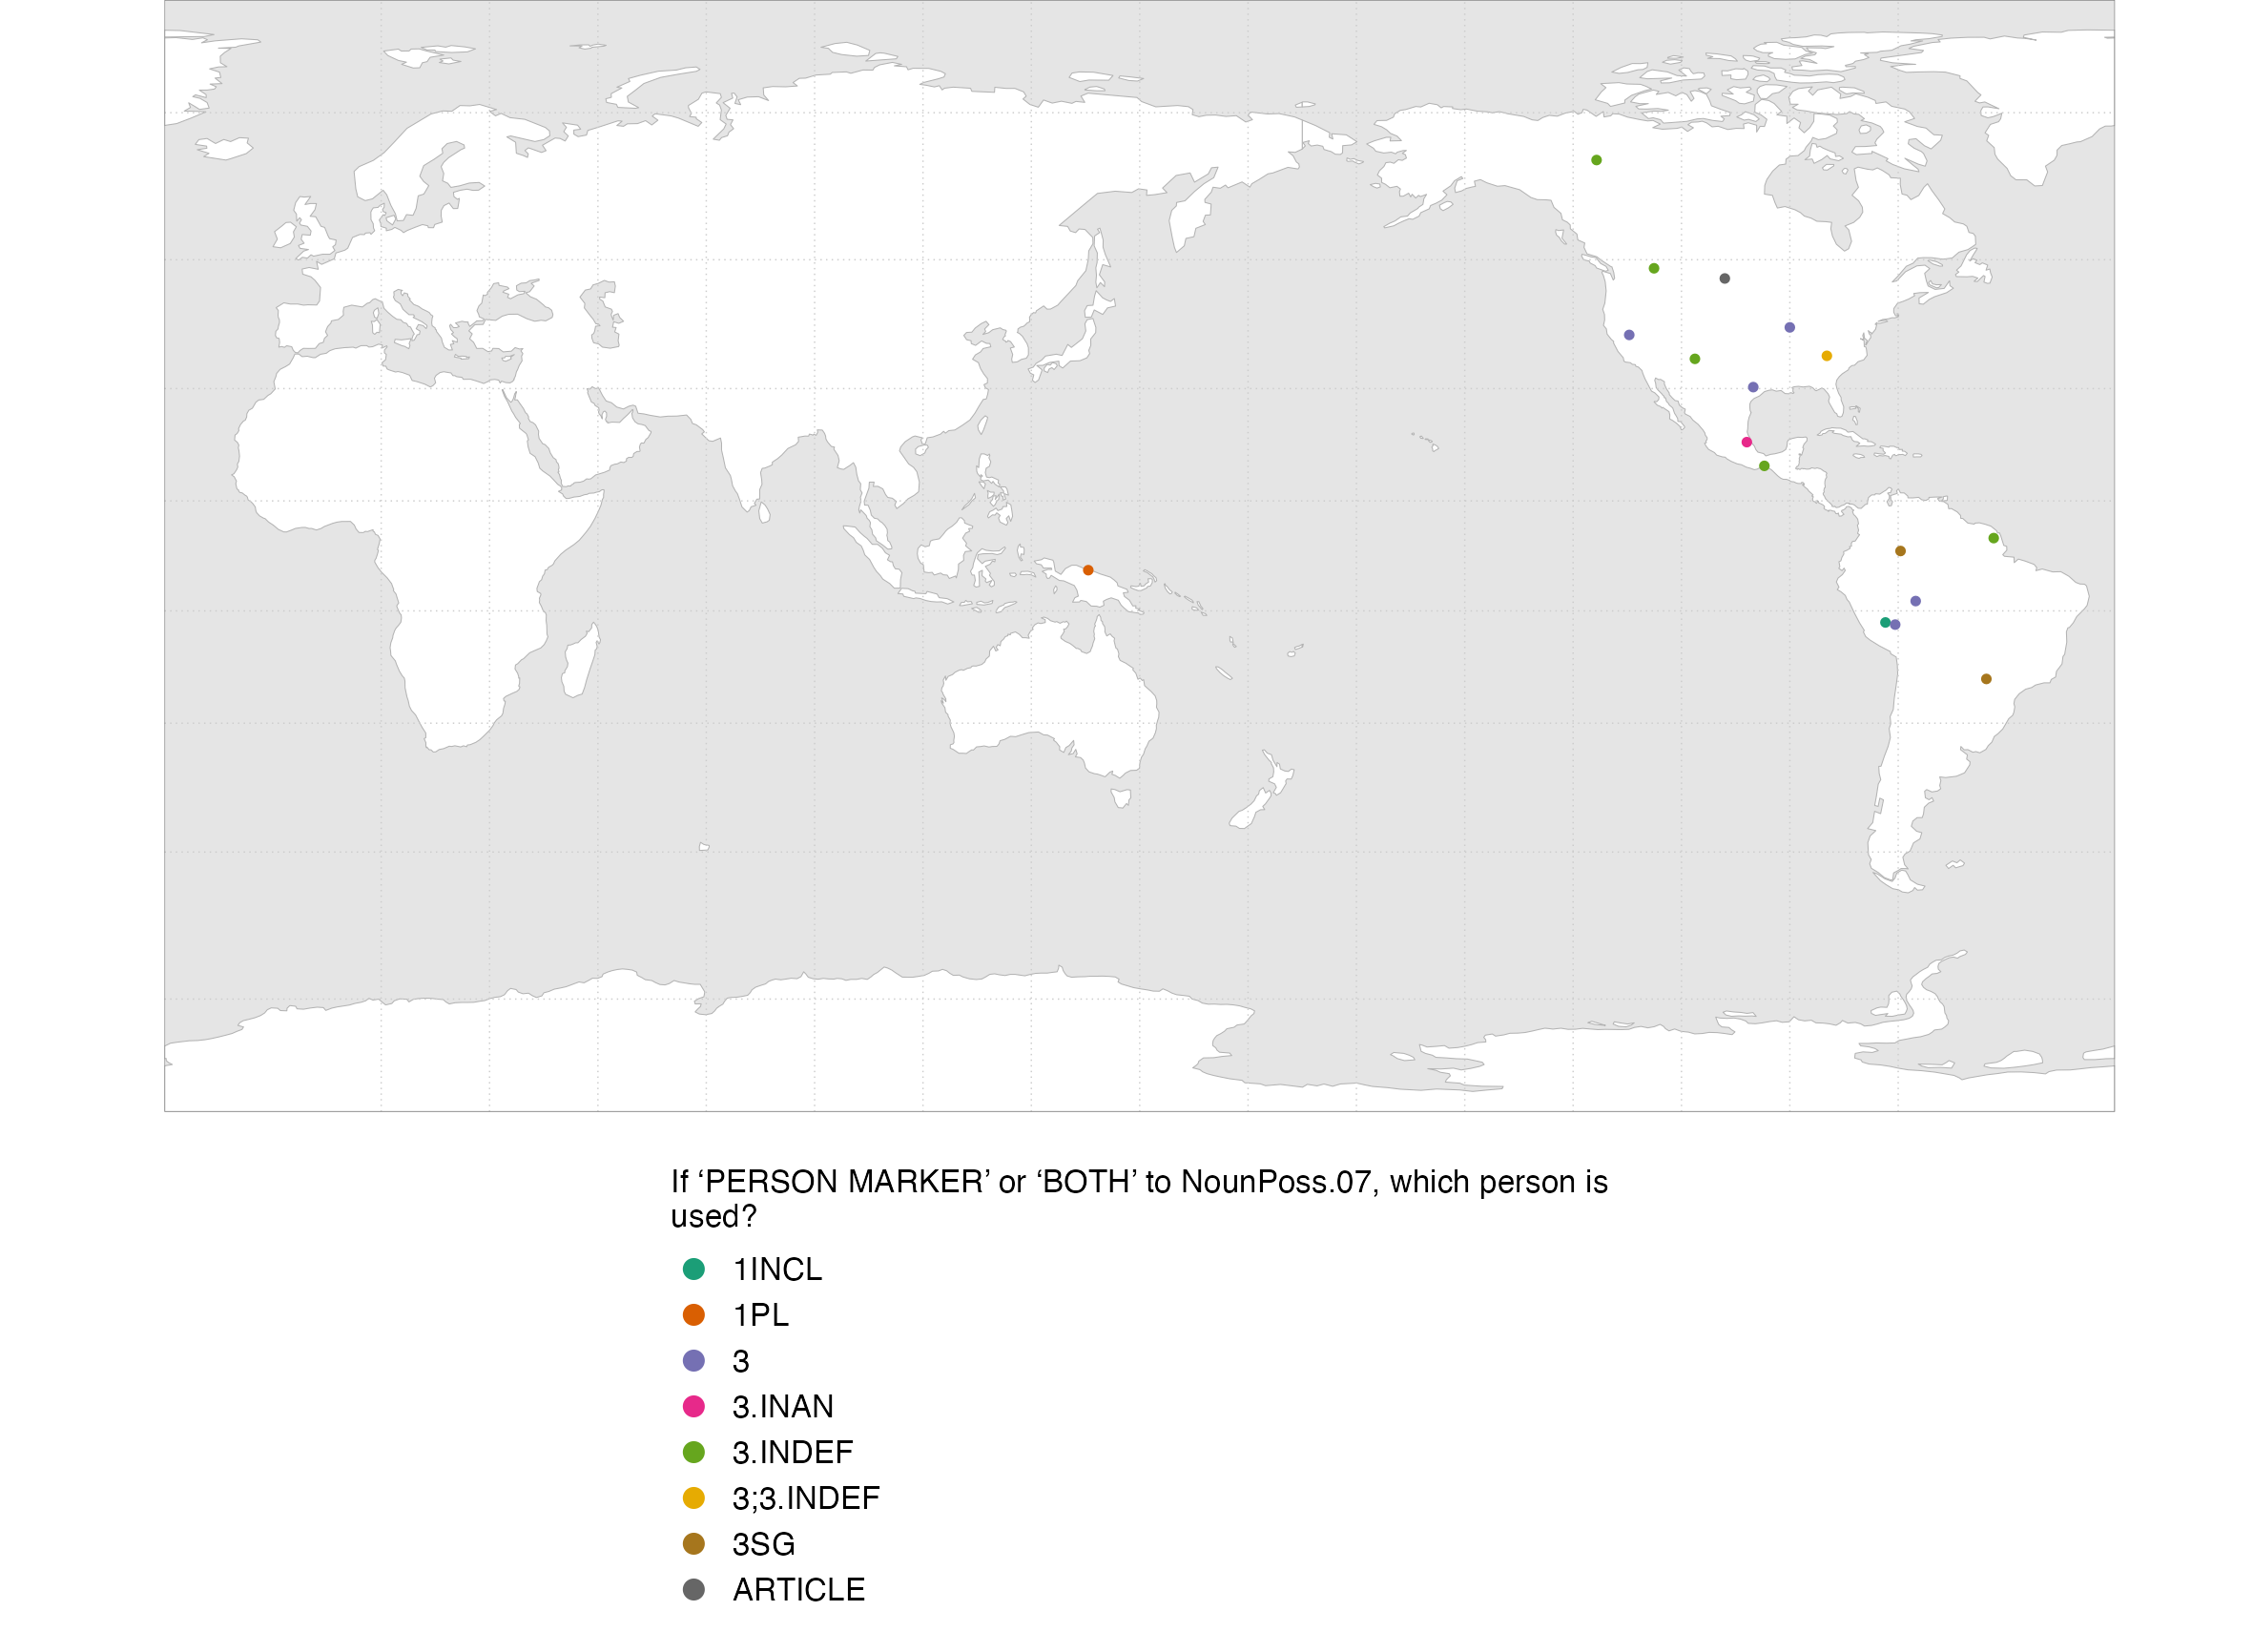 If ‘PERSON MARKER’ or ‘BOTH’ to NounPoss.07, which person is
used?
1INCL
1PL
3
3.INAN
3.INDEF
3;3.INDEF
3SG
ARTICLE